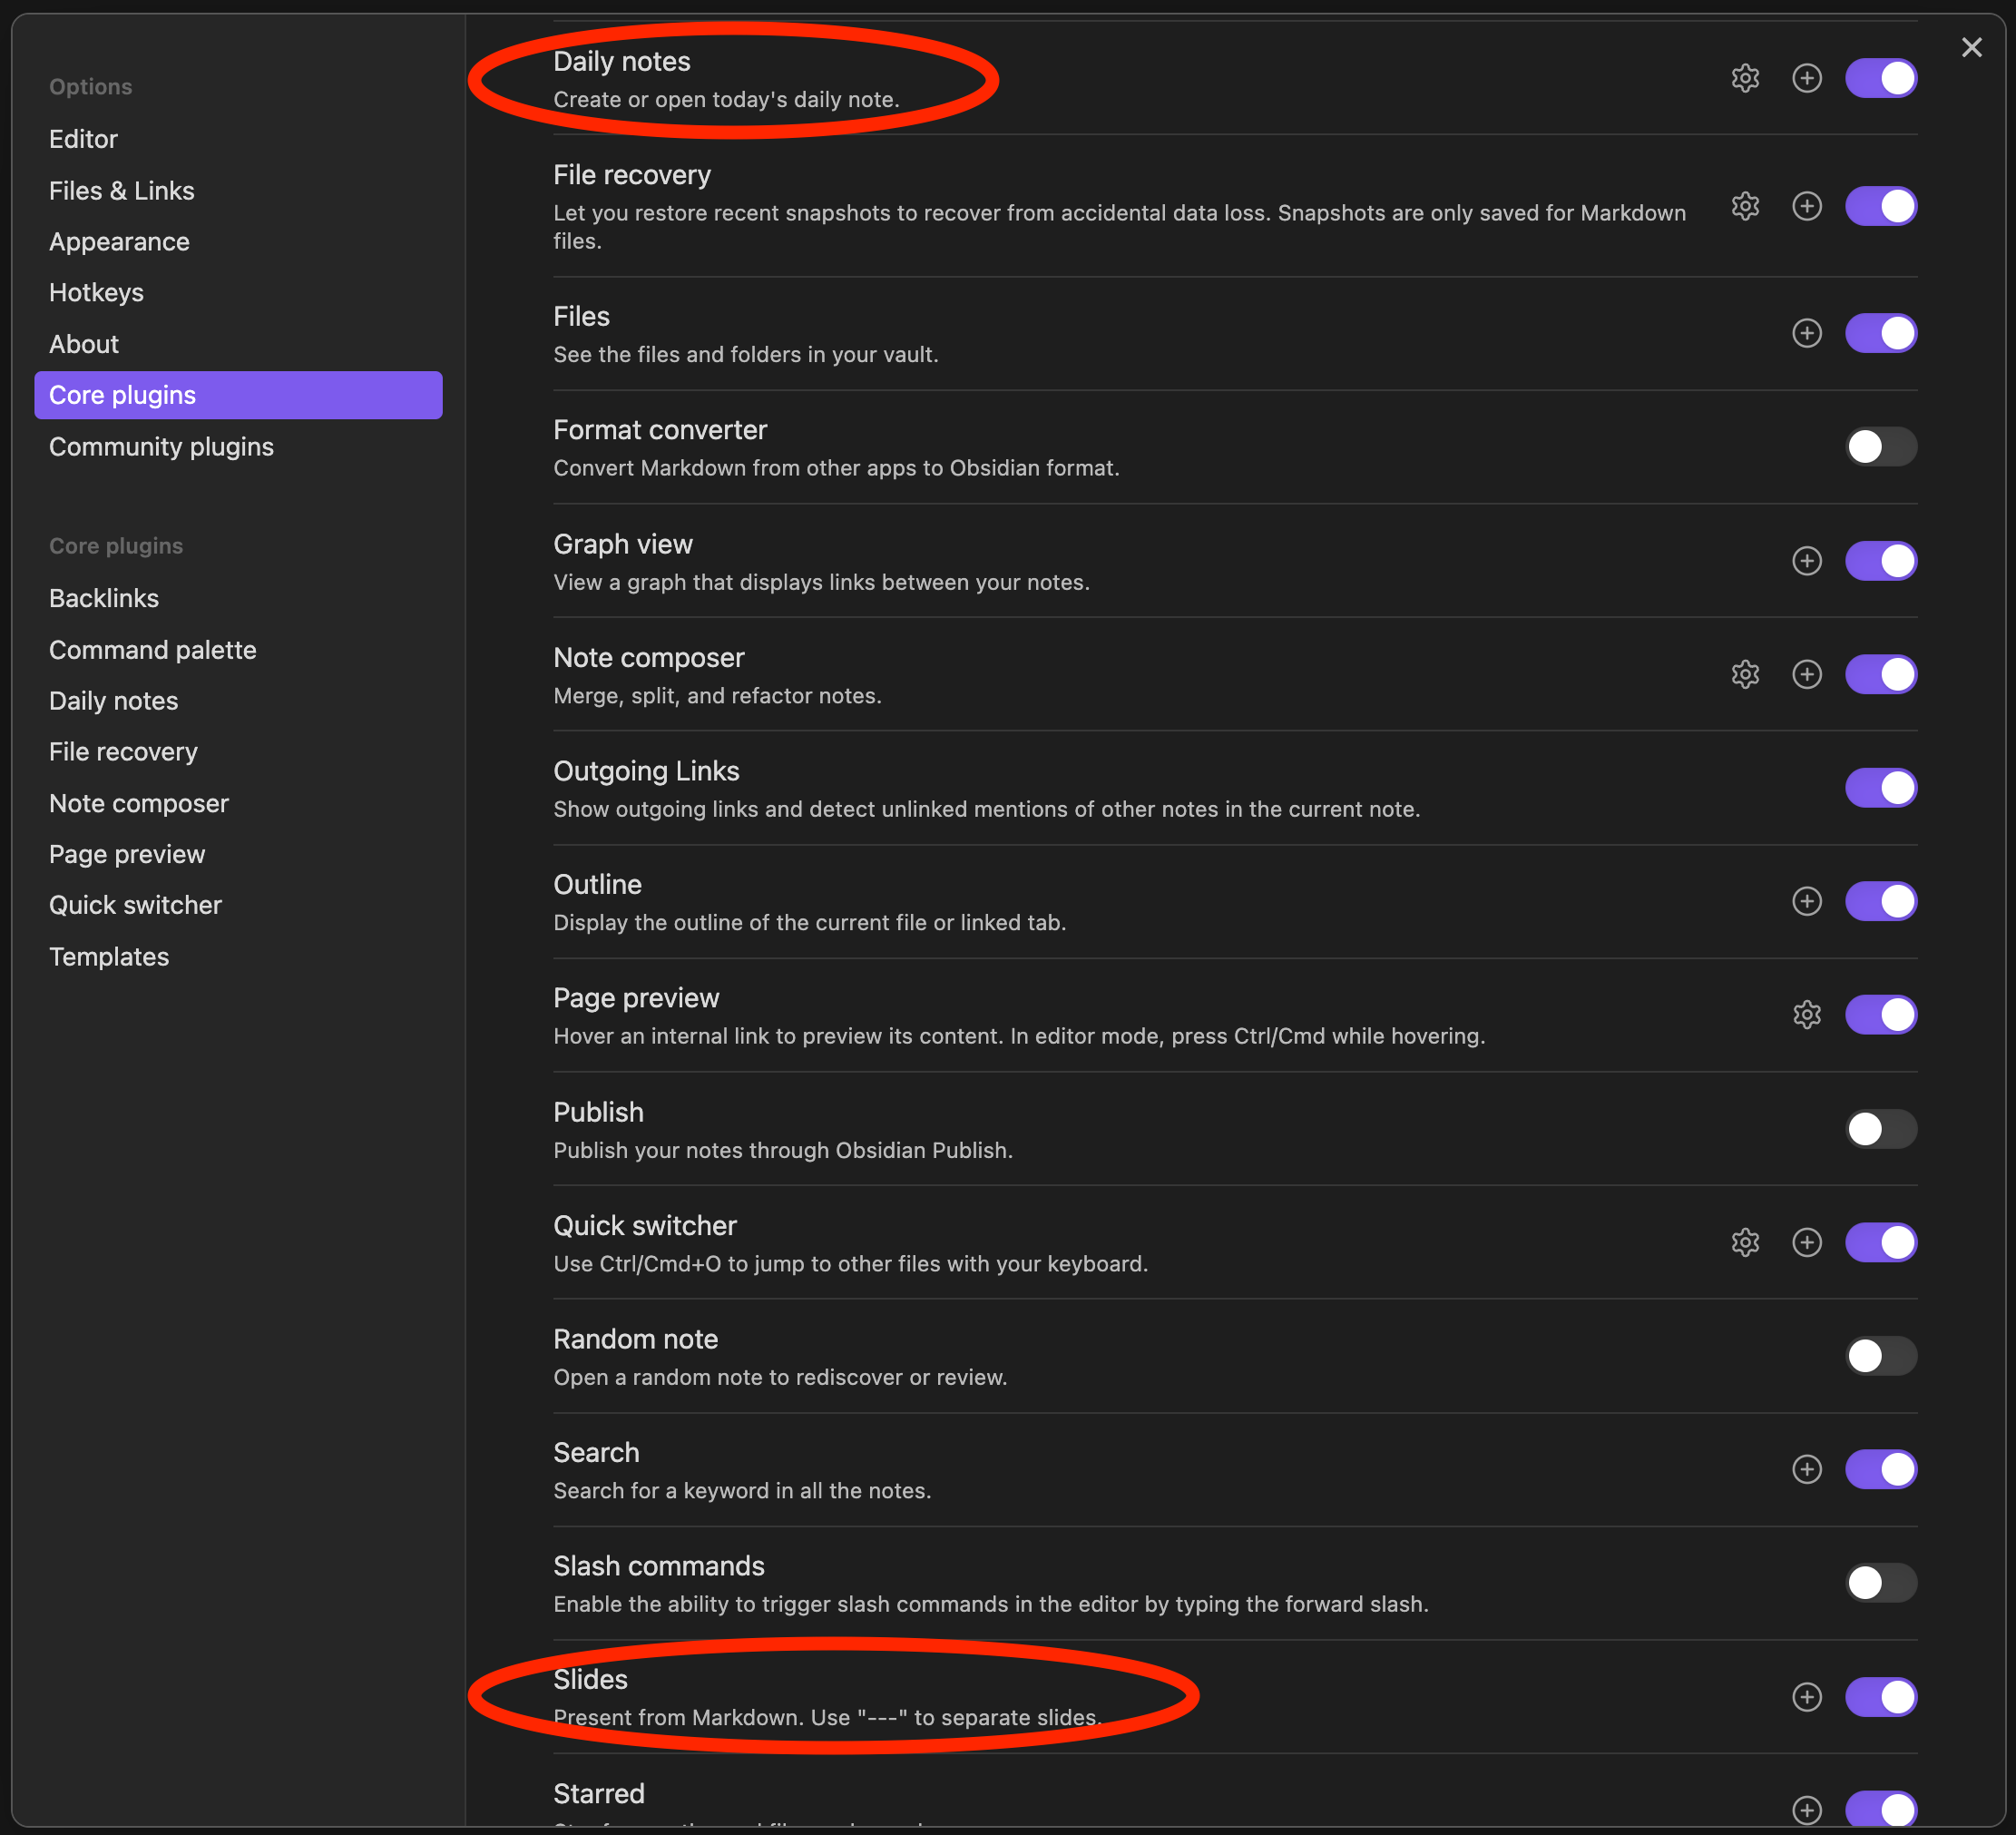 Options
Editor
Files & Links
Appearance
Hotkeys
About
Core plugins
Community plugins
Core plugins
Backlinks
Command palette
Daily notes
File recovery
Note composer
Page preview
Quick switcher
Templates
Daily notes
Create or open today's daily note.
File recovery
Let you restore recent snapshots to recover from accidental data loss. Snapshots are only saved for Markdown
files.
Files
See the files and folders in your vault.
Format converter
Convert Markdown from other apps to Obsidian format.
Graph view
View a graph that displays links between your notes.
Note composer
Merge, split, and refactor notes.
Outgoing Links
Show outgoing links and detect unlinked mentions of other notes in the current note.
Outline
Display the outline of the current file or linked tab.
Page preview
Hover an internal link to preview its content. In editor mode, press Ctrl/Cmd while hovering.
Publish
Publish your notes through Obsidian Publish.
Quick switcher
Use Ctrl/Cmd+O to jump to other files with your keyboard.
Random note
Open a random note to rediscover or review.
Search
Search for a keyword in all the notes.
Slash commands
Enable the ability to trigger slash commands in the editor by typing the forward slash.
Slides
Present from Markdown. Use "---" to separate slides.
Starred